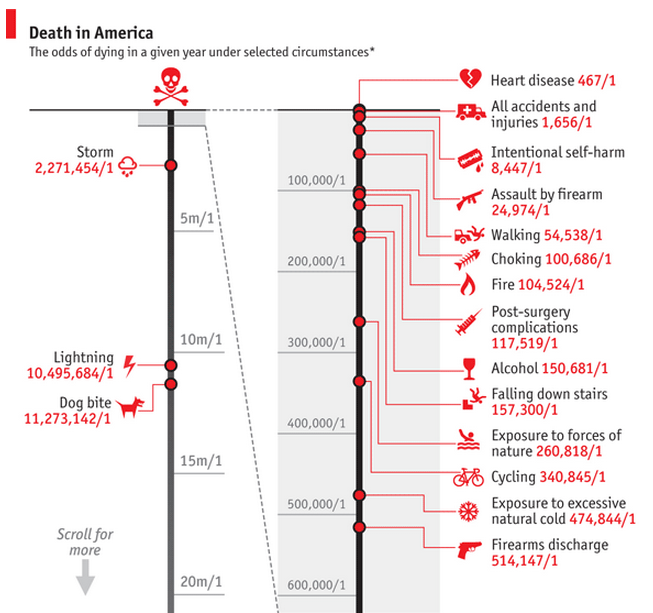 Death in America
The odds of dying in a given year under selected circumstances*
Storm
2,271,454/1
5m/1
10m/1
Lightning
10,495,684/1
Dog bite
11,273,142/1
15m/1
Scroll for
more
20m/1
100,000/1
200,000/1
300,000/1
400,000/1
500,000/1
600,000/1
Heart disease 467/1
All accidents and
injuries 1,656/1
Intentional self-harm
8,447/1
Assault by firearm
24,974/1
Walking 54,538/1
Choking 100,686/1
Fire 104,524/1
Post-surgery
complications
117,519/1
Alcohol 150,681/1
Falling down stairs
157,300/1
Exposure to forces of
nature 260,818/1
Cycling 340,845/1
Exposure to excessive
natural cold 474,844/1
Firearms discharge
514,147/1